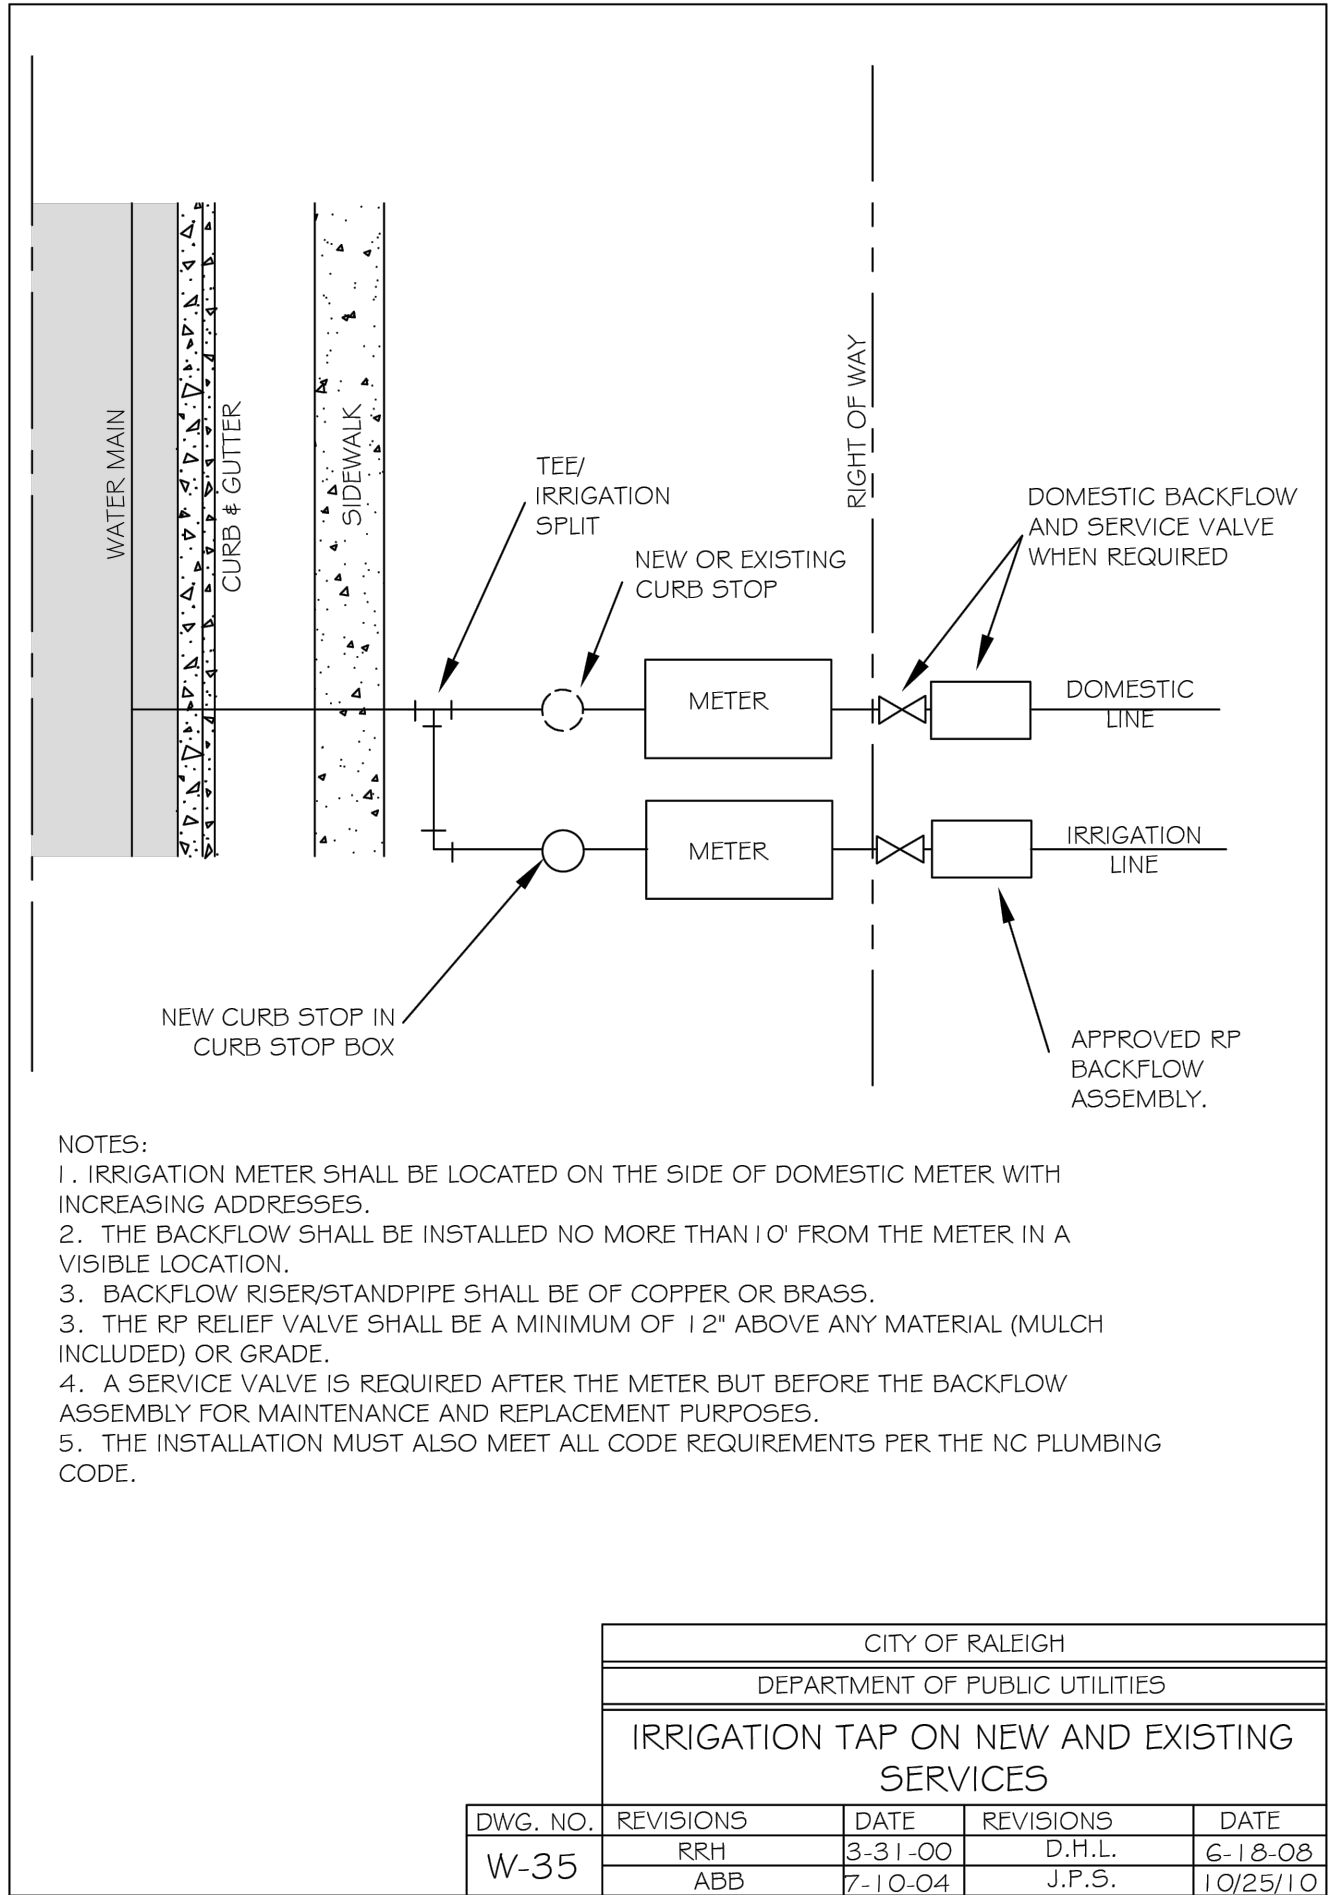 WATER MAIN
CURB & GUTTER
SIDEWALK
TEE/
IRRIGATION
SPLIT
NEW OR EXISTING
CURB STOP
RIGHT OF WAY
DOMESTIC BACKFLOW
AND SERVICE VALVE
WHEN REQUIRED
METER
DOMESTIC
LINE
METER
IRRIGATION
LINE
NEW CURB STOP IN
CURB STOP BOX
APPROVED RP
BACKFLOW
ASSEMBLY.
NOTES:
1. IRRIGATION METER SHALL BE LOCATED ON THE SIDE OF DOMESTIC METER WITH
INCREASING ADDRESSES.
2. THE BACKFLOW SHALL BE INSTALLED NO MORE THAN10' FROM THE METER IN A
VISIBLE LOCATION.
3. BACKFLOW RISER/STANDPIPE SHALL BE OF COPPER OR BRASS.
3. THE RP RELIEF VALVE SHALL BE A MINIMUM OF 12" ABOVE ANY MATERIAL (MULCH
INCLUDED) OR GRADE.
4. A SERVICE VALVE IS REQUIRED AFTER THE METER BUT BEFORE THE BACKFLOW
ASSEMBLY FOR MAINTENANCE AND REPLACEMENT PURPOSES.
5. THE INSTALLATION MUST ALSO MEET ALL CODE REQUIREMENTS PER THE NC PLUMBING
CODE.
CITY OF RALEIGH
DEPARTMENT OF PUBLIC UTILITIES
IRRIGATION TAP ON NEW AND EXISTING
SERVICES
DWG. NO. REVISIONS DATE REVISIONS DATE
W-35
RRH 3-31-00 D.H.L. 6-18-08
ABB 7-10-04 J.P.S. 10/25/10